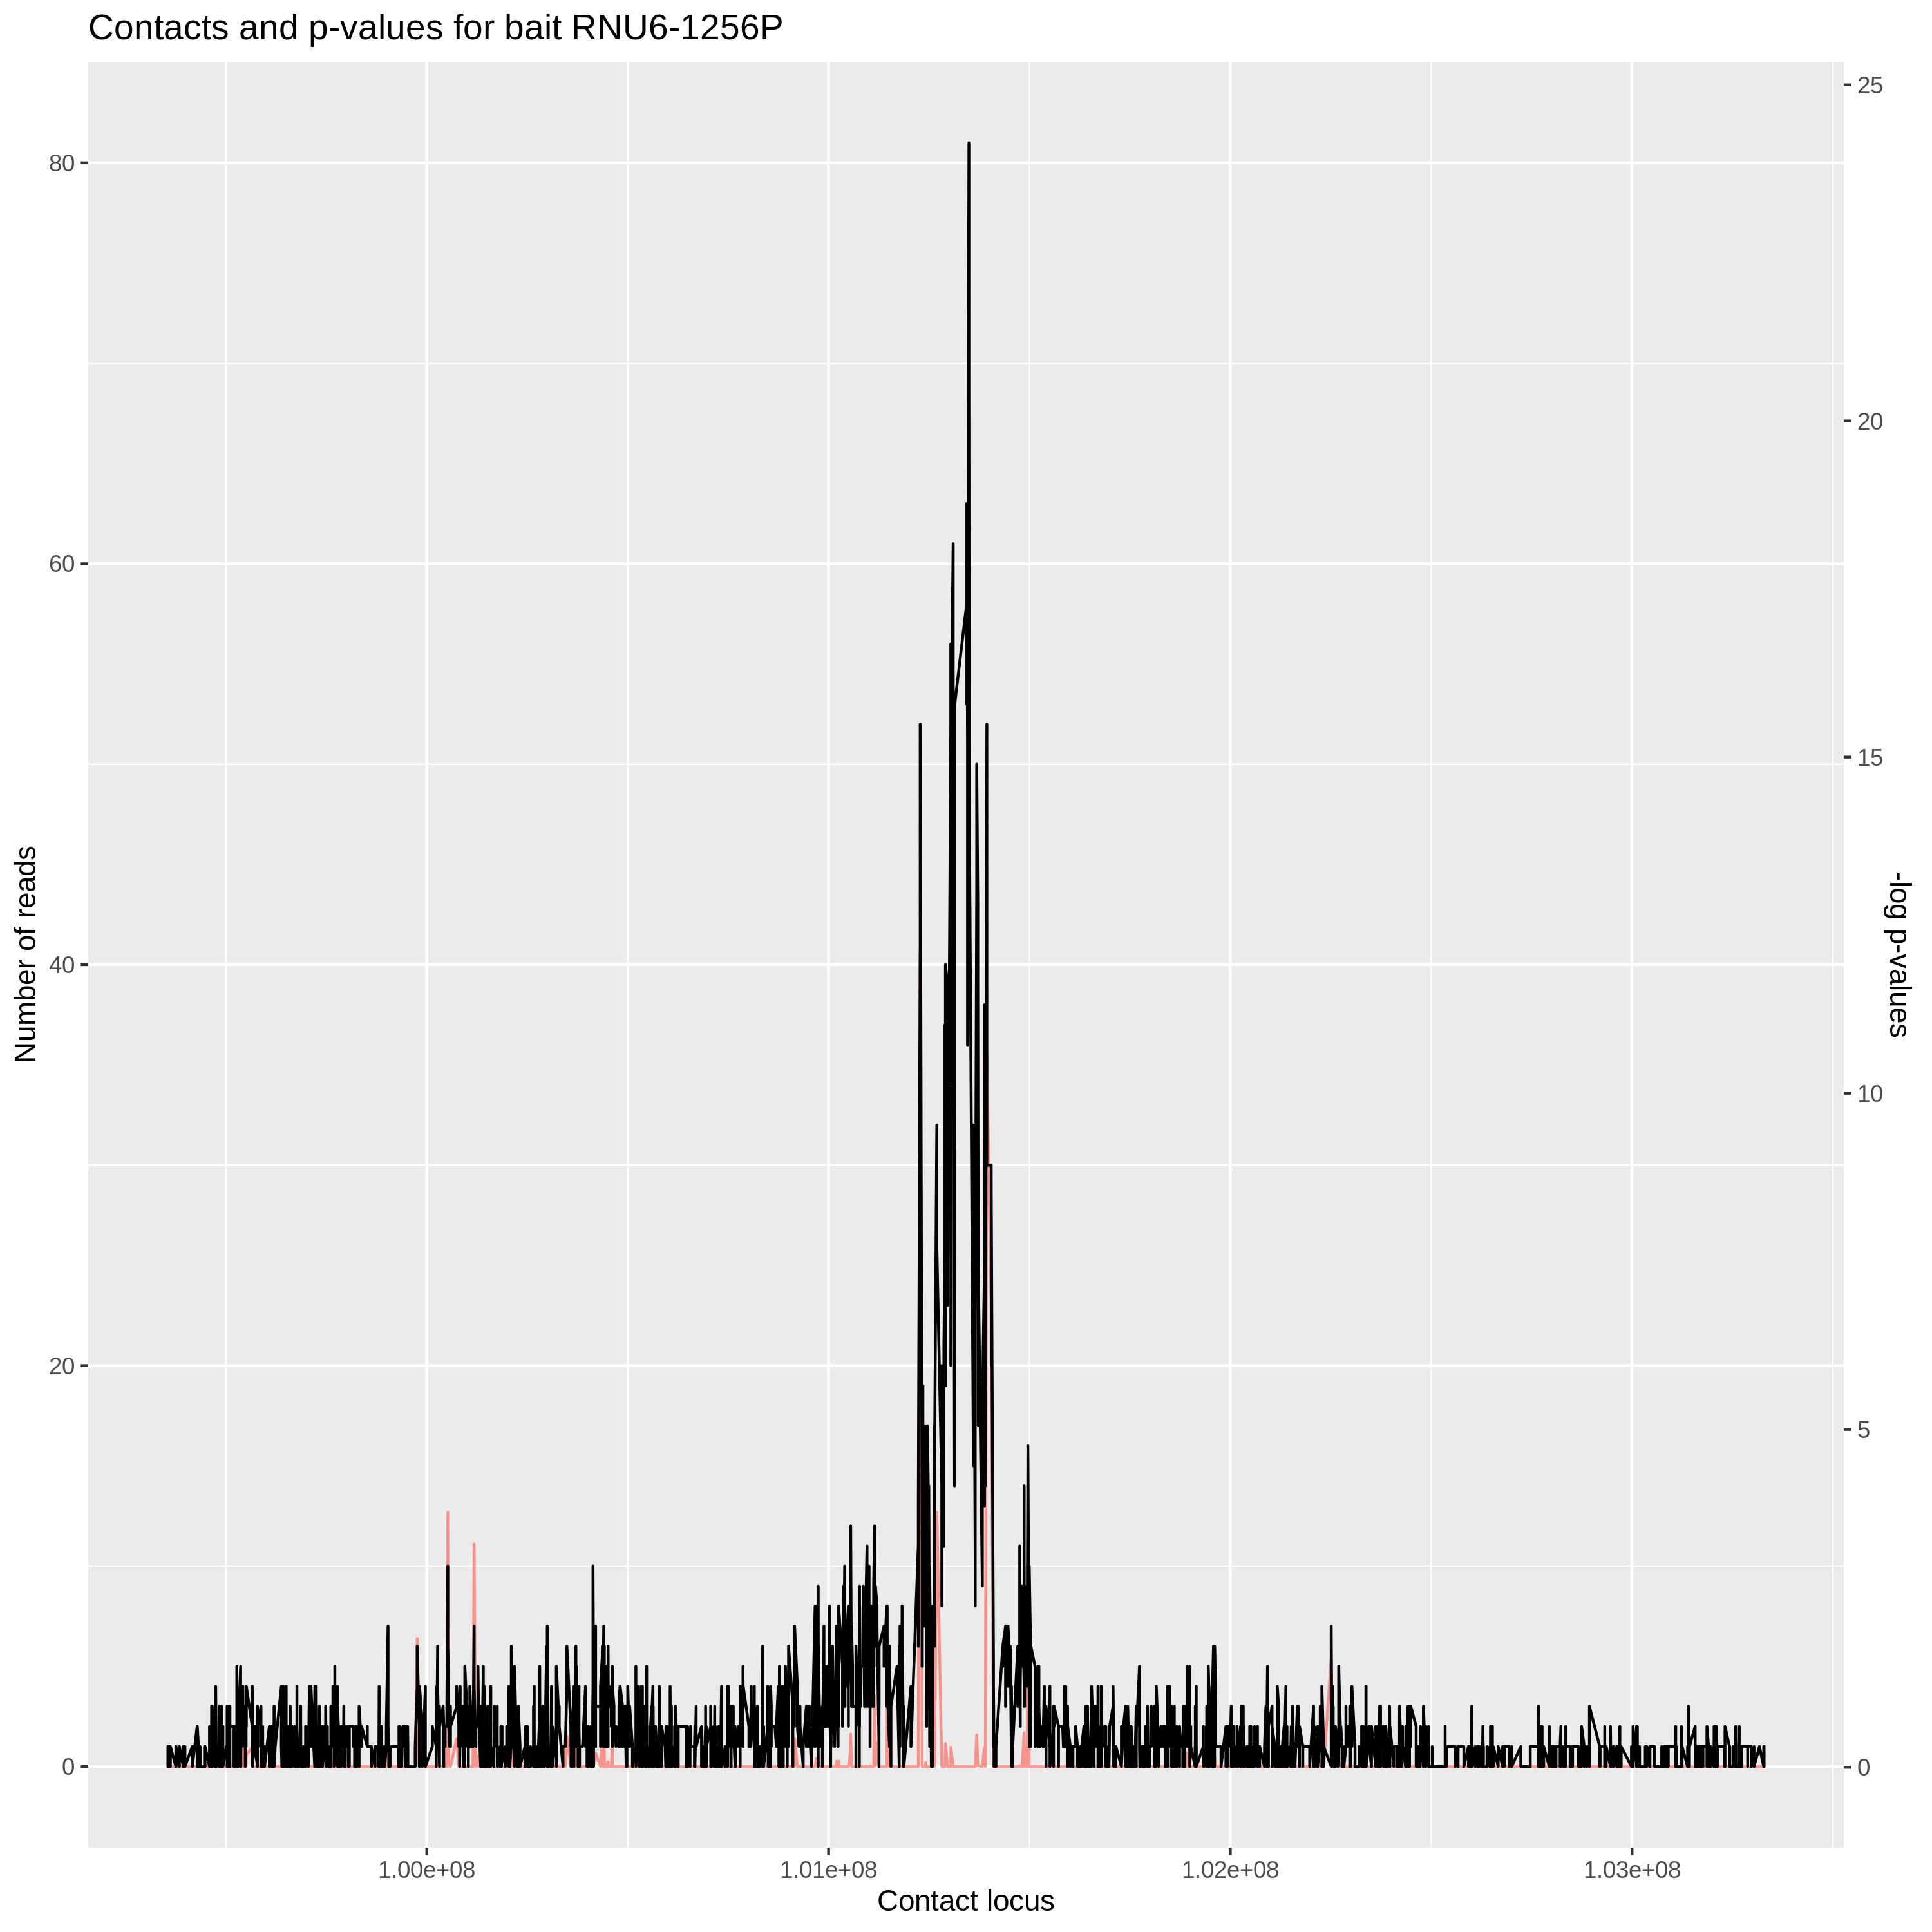 Contacts and p-values for bait RNU6-1256P
80
60
40
20
0
Number of reads
25
20
15
10
5
0
-log p-values
1.00e+08
1.01e+08
1.02e+08
1.03e+08
Contact locus